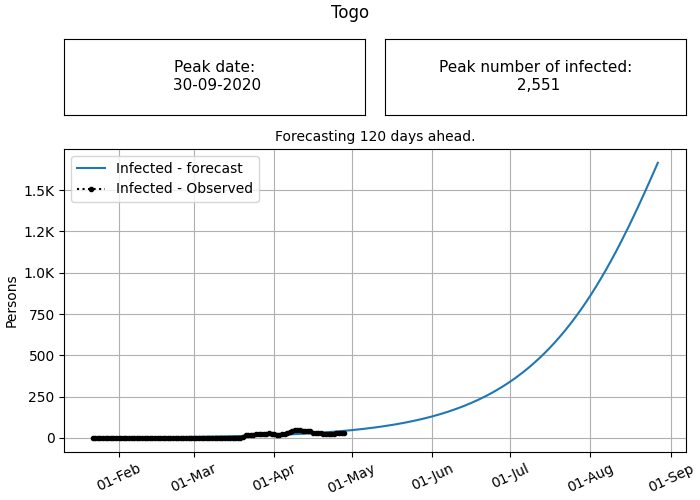 Togo
Peak date:
30-09-2020
Peak number of infected:
2,551
Forecasting 120 days ahead.
Infected - forecast
Infected - Observed
1.5K
1.2K
1.0K
750
500
250
0
Persons
01-Feb
01-Mar
01-Apr
01-May
01-Jun
01-Jul
01-Aug
01-Sep